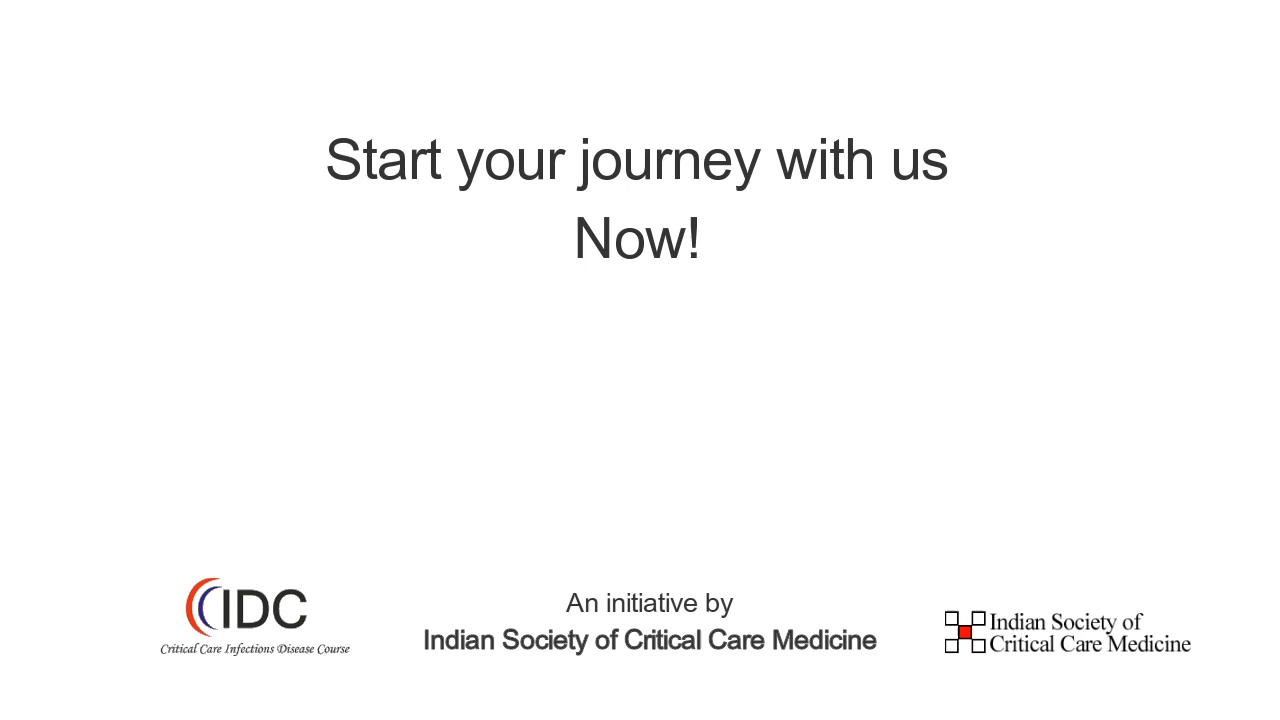 Start your journey with us
Now!
IDC
Critical Care Infections Disease Course
An initiative by
Indian Society of Critical Care Medicine
Indian Society of
Critical Care Medicine